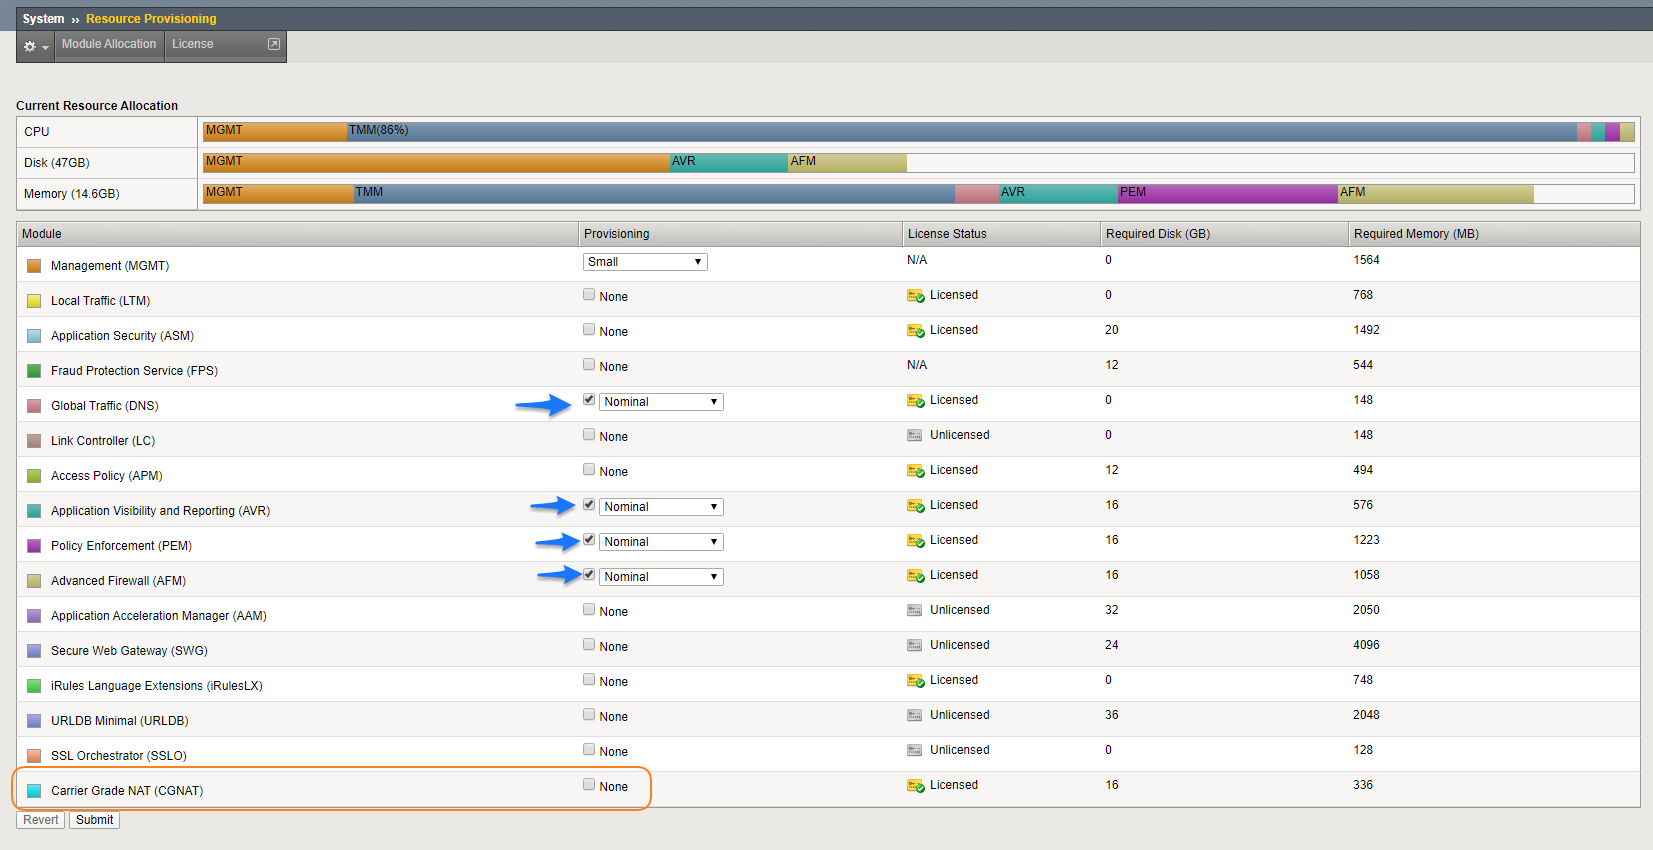 System ›› Resource Provisioning
Module Allocation License
Current Resource Allocation
CPU MGMT TMM(86%)
Disk (47GB) MGMT AVR AFM
Memory (14.6GB) MGMT TMM AVR PEM AFM
Module Provisioning License Status Required Disk (GB) Required Memory (MB)
Management (MGMT) Small N/A 0 1564
Local Traffic (LTM) None Licensed 0 768
Application Security (ASM) None Licensed 20 1492
Fraud Protection Service (FPS) None N/A 12 544
Global Traffic (DNS) Nominal Licensed 0 148
Link Controller (LC) None Unlicensed 0 148
Access Policy (APM) None Licensed 12 494
Application Visibility and Reporting (AVR) Nominal Licensed 16 576
Policy Enforcement (PEM) Nominal Licensed 16 1223
Advanced Firewall (AFM) Nominal Licensed 16 1058
Application Acceleration Manager (AAM) None Unlicensed 32 2050
Secure Web Gateway (SWG) None Unlicensed 24 4096
iRules Language Extensions (iRulesLX) None Licensed 0 748
URLDB Minimal (URLDB) None Unlicensed 36 2048
SSL Orchestrator (SSLO) None Unlicensed 0 128
Carrier Grade NAT (CGNAT) None Licensed 16 336
Revert Submit